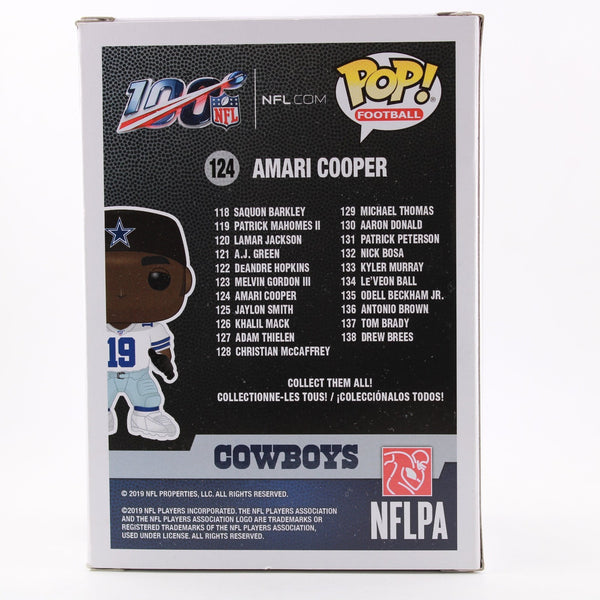 100
NFL
NFL.COM
POP!
FOOTBALL
124 AMARI COOPER
118 SAQUON BARKLEY
119 PATRICK MAHOMES II
120 LAMAR JACKSON
121 A.J. GREEN
122 DeANDRE HOPKINS
123 MELVIN GORDON III
124 AMARI COOPER
125 JAYLON SMITH
126 KHALIL MACK
127 ADAM THIELEN
128 CHRISTIAN McCAFFREY
129 MICHAEL THOMAS
130 AARON DONALD
131 PATRICK PETERSON
132 NICK BOSA
133 KYLER MURRAY
134 LE'VEON BALL
135 ODELL BECKHAM JR.
136 ANTONIO BROWN
137 TOM BRADY
138 DREW BREES
19
19
COLLECT THEM ALL!
COLLECTIONNE-LES TOUS! / ¡COLECCIÓNALOS TODOS!
COWBOYS
© 2019 NFL PROPERTIES, LLC. ALL RIGHTS RESERVED.
©2019 NFL PLAYERS INCORPORATED. THE NFL PLAYERS ASSOCIATION
AND THE NFL PLAYERS ASSOCIATION LOGO ARE TRADEMARKS OR
REGISTERED TRADEMARKS OF THE NFL PLAYERS ASSOCIATION,
USED UNDER LICENSE. ALL RIGHTS RESERVED.
NFLPA